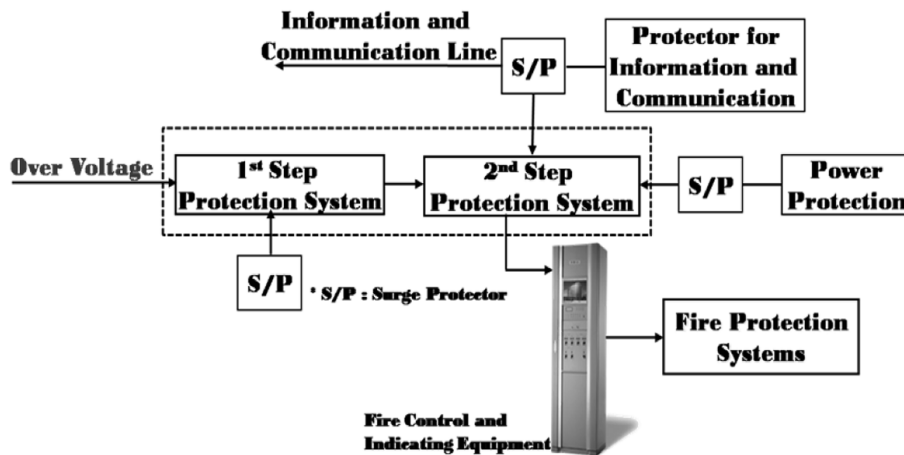 Information and
Communication Line
S/P
Protector for
Information and
Communication
Over Voltage
1st Step
Protection System
2nd Step
Protection System
S/P
Power
Protection
S/P
* S/P : Surge Protector
Fire Protection
Systems
Fire Control and
Indicating Equipment